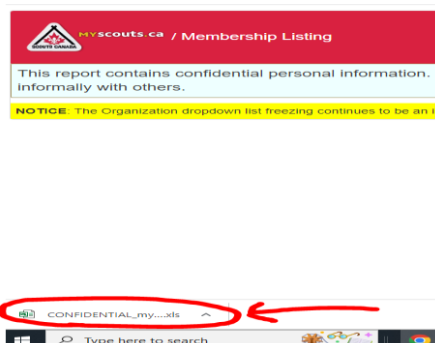 SCOUTS CANADA
MYscouts.ca / Membership Listing
This report contains confidential personal information.
informally with others.
NOTICE: The Organization dropdown list freezing continues to be an i
CONFIDENTIAL_my....xls
Type here to search